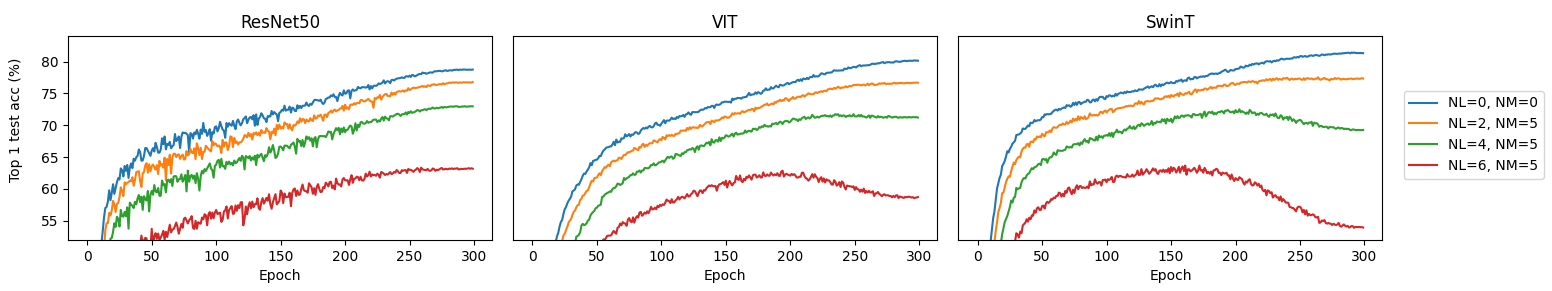 ResNet50
VIT
SwinT
Top 1 test acc (%)
80
75
70
65
60
55
0 50 100 150 200 250 300
0 50 100 150 200 250 300
0 50 100 150 200 250 300
Epoch
Epoch
Epoch
NL=0, NM=0
NL=2, NM=5
NL=4, NM=5
NL=6, NM=5